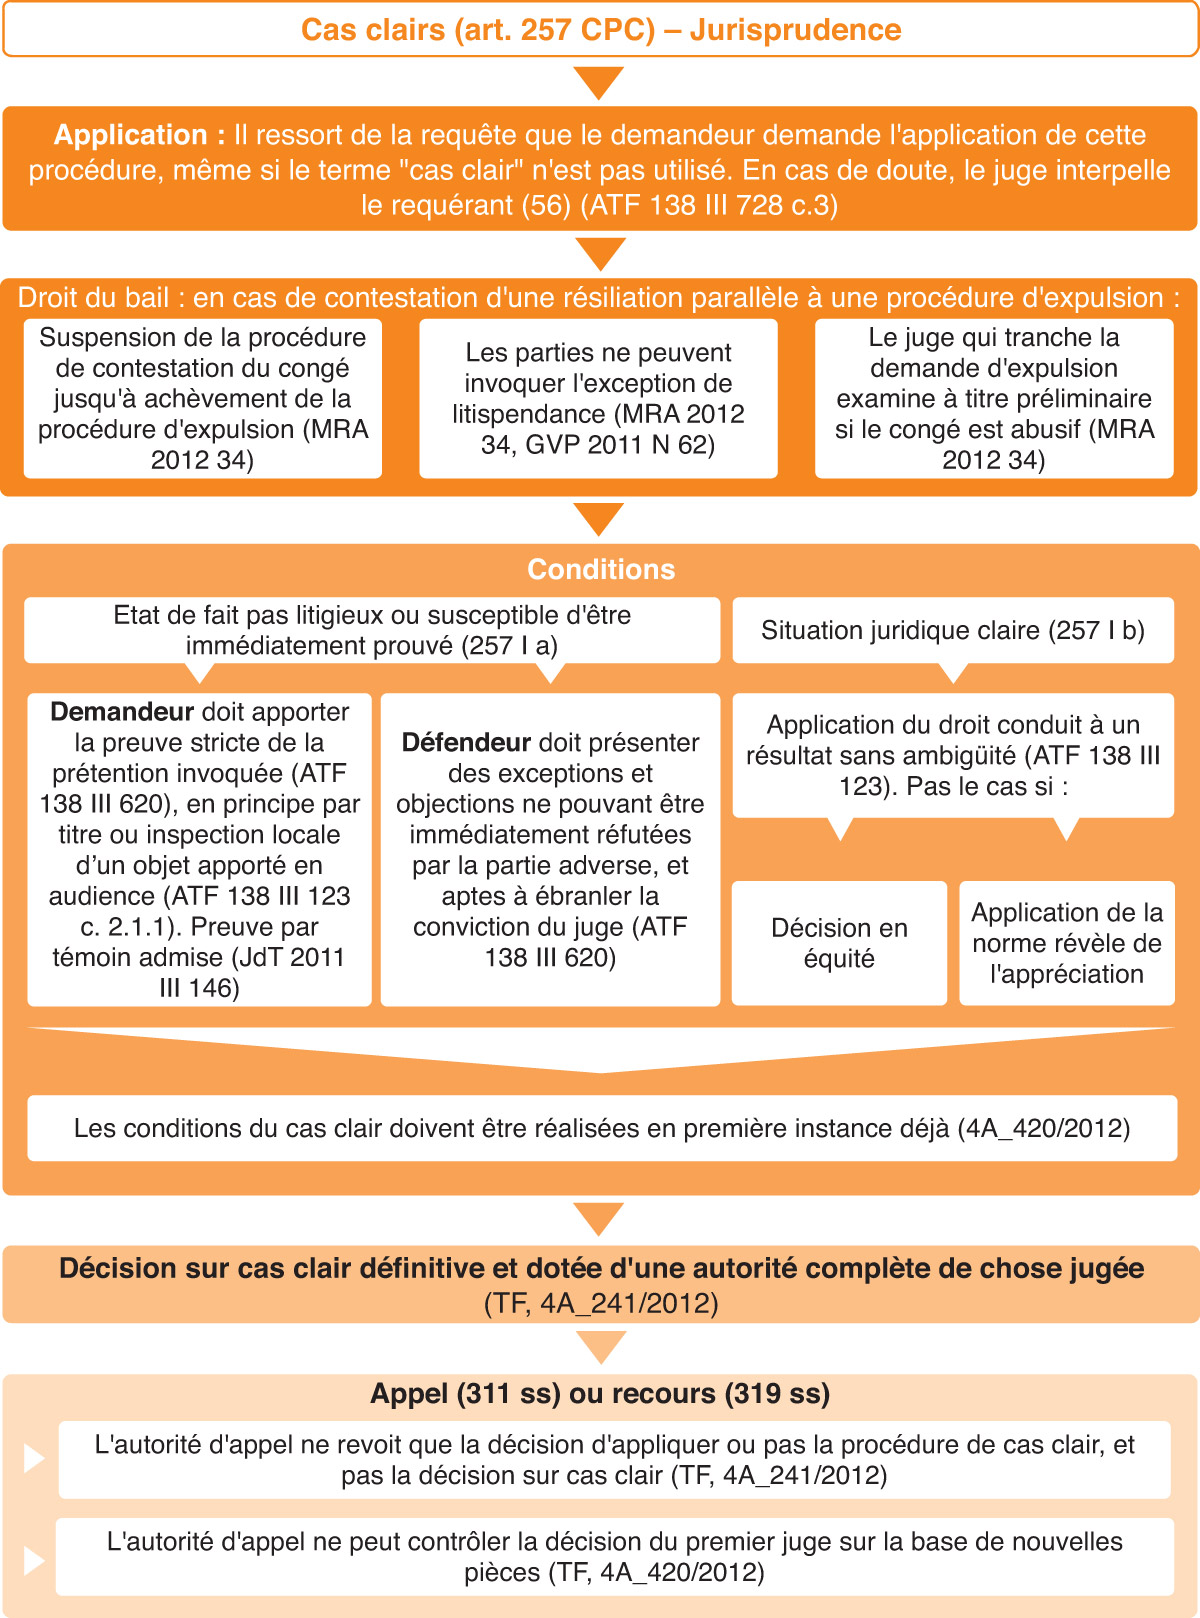 Cas clairs (art. 257 CPC) – Jurisprudence
Application : Il ressort de la requête que le demandeur demande l'application de cette
procédure, même si le terme "cas clair" n'est pas utilisé. En cas de doute, le juge interpelle
le requérant (56) (ATF 138 III 728 c.3)
Droit du bail : en cas de contestation d'une résiliation parallèle à une procédure d'expulsion :
Suspension de la procédure
de contestation du congé
jusqu'à achèvement de la
procédure d'expulsion (MRA
2012 34)
Les parties ne peuvent
invoquer l'exception de
litispendance (MRA 2012
34, GVP 2011 N 62)
Le juge qui tranche la
demande d'expulsion
examine à titre préliminaire
si le congé est abusif (MRA
2012 34)
Conditions
Etat de fait pas litigieux ou susceptible d'être
immédiatement prouvé (257 I a)
Demandeur doit apporter
la preuve stricte de la
prétention invoquée (ATF
138 III 620), en principe par
titre ou inspection locale
d’un objet apporté en
audience (ATF 138 III 123
c. 2.1.1). Preuve par
témoin admise (JdT 2011
III 146)
Défendeur doit présenter
des exceptions et
objections ne pouvant être
immédiatement réfutées
par la partie adverse, et
aptes à ébranler la
conviction du juge (ATF
138 III 620)
Situation juridique claire (257 I b)
Application du droit conduit à un
résultat sans ambigüité (ATF 138 III
123). Pas le cas si :
Décision en
équité
Application de la
norme révèle de
l'appréciation
Les conditions du cas clair doivent être réalisées en première instance déjà (4A_420/2012)
Décision sur cas clair définitive et dotée d'une autorité complète de chose jugée
(TF, 4A_241/2012)
Appel (311 ss) ou recours (319 ss)
L'autorité d'appel ne revoit que la décision d'appliquer ou pas la procédure de cas clair, et
pas la décision sur cas clair (TF, 4A_241/2012)
L'autorité d'appel ne peut contrôler la décision du premier juge sur la base de nouvelles
pièces (TF, 4A_420/2012)